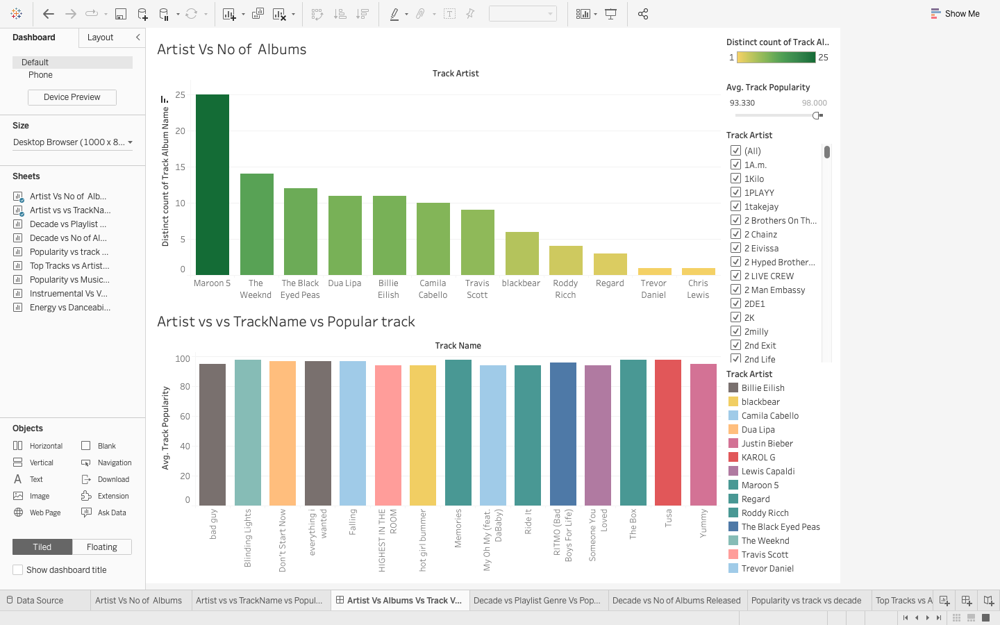 Show Me
Dashboard
Layout
Default
Phone
Device Preview
Size
Desktop Browser (1000 x 8...
Sheets
Artist Vs No of Alb...
Artist vs vs TrackNa...
Decade vs Playlist ...
Decade vs No of Al...
Popularity vs track ...
Top Tracks vs Artist...
Popularity vs Music...
Instruemental Vs V...
Energy vs Danceabi...
Objects
Horizontal
Blank
Vertical
Navigation
Text
Download
Image
Extension
Web Page
Ask Data
Tiled
Floating
Show dashboard title
Artist Vs No of Albums
Track Artist
Distinct count of Track Album Name
25
20
15
10
5
0
Maroon 5
The
Weeknd
The Black
Eyed Peas
Dua Lipa
Billie
Eilish
Camila
Cabello
Travis
Scott
blackbear
Roddy
Ricch
Regard
Trevor
Daniel
Chris
Lewis
Artist vs vs TrackName vs Popular track
Track Name
Avg. Track Popularity
100
80
60
40
20
0
bad guy
Blinding Lights
Don't Start Now
everything i
wanted
Falling
HIGHEST IN THE
ROOM
hot girl bummer
Memories
My Oh My (feat.
DaBaby)
Ride It
RITMO (Bad
Boys For Life)
Someone You
Loved
The Box
Tusa
Yummy
Distinct count of Track Al..
1
25
Avg. Track Popularity
93.330
98.000
Track Artist
(All)
1A.m.
1Kilo
1PLAYY
1takejay
2 Brothers On Th...
2 Chainz
2 Eivissa
2 Hyped Brother...
2 LIVE CREW
2 Man Embassy
2DE1
2K
2milly
2nd Exit
2nd Life
Track Artist
Billie Eilish
blackbear
Camila Cabello
Dua Lipa
Justin Bieber
KAROL G
Lewis Capaldi
Maroon 5
Regard
Roddy Ricch
The Black Eyed Peas
The Weeknd
Travis Scott
Trevor Daniel
Data Source
Artist Vs No of Albums
Artist vs vs TrackName vs Popul...
Artist Vs Albums Vs Track V...
Decade vs Playlist Genre Vs Pop...
Decade vs No of Albums Released
Popularity vs track vs decade
Top Tracks vs A